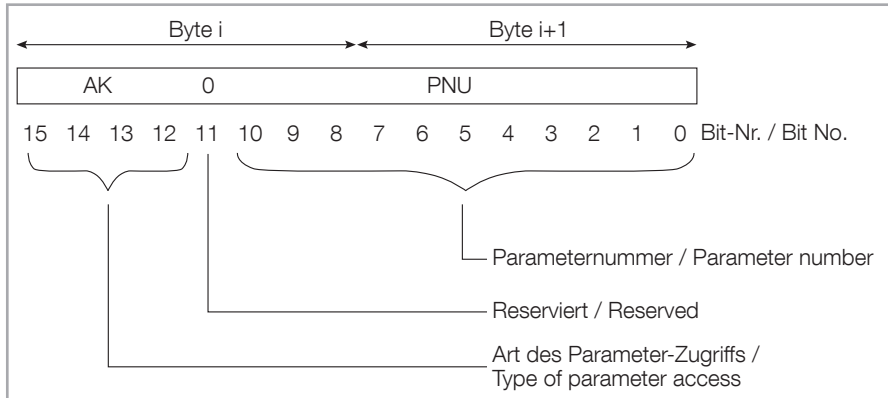 Byte i Byte i+1
AK 0 PNU
15 14 13 12 11 10 9 8 7 6 5 4 3 2 1 0 Bit-Nr. / Bit No.
Parameternummer / Parameter number
Reserviert / Reserved
Art des Parameter-Zugriffs /
Type of parameter access